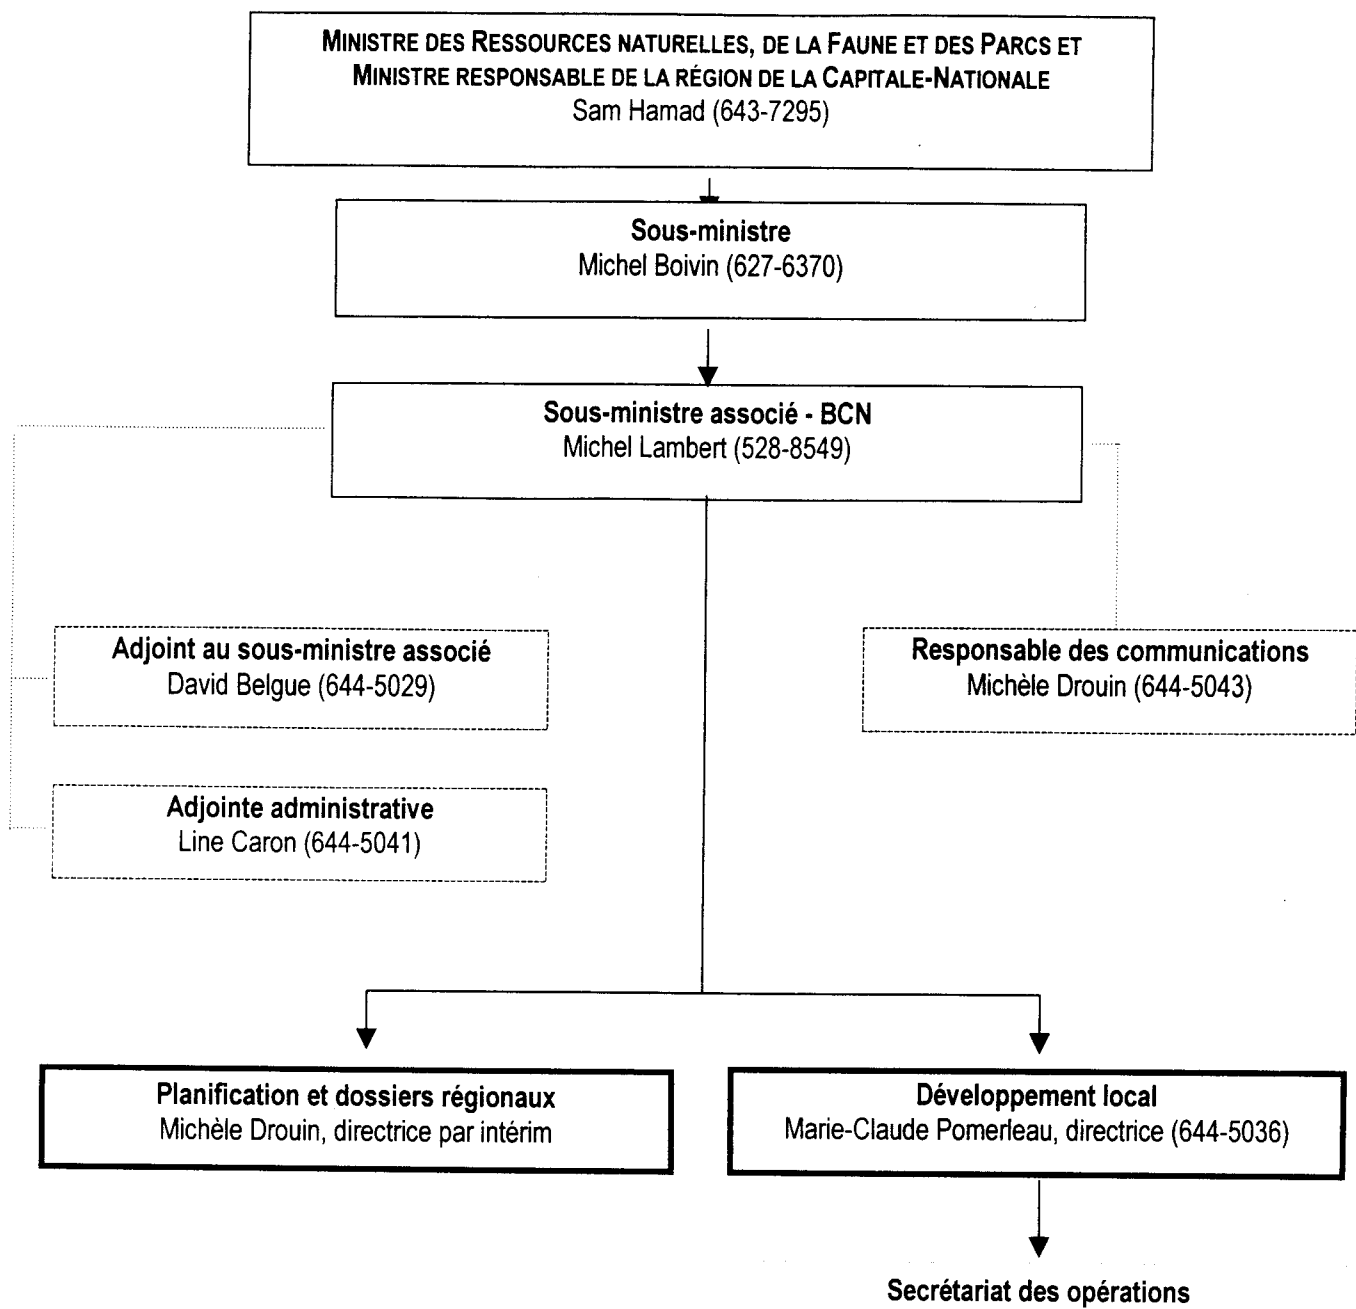 MINISTRE DES RESSOURCES NATURELLES, DE LA FAUNE ET DES PARCS ET
MINISTRE RESPONSABLE DE LA RÉGION DE LA CAPITALE-NATIONALE
Sam Hamad (643-7295)
Sous-ministre
Michel Boivin (627-6370)
Sous-ministre associé - BCN
Michel Lambert (528-8549)
Adjoint au sous-ministre associé
David Belgue (644-5029)
Responsable des communications
Michèle Drouin (644-5043)
Adjointe administrative
Line Caron (644-5041)
Planification et dossiers régionaux
Michèle Drouin, directrice par intérim
Développement local
Marie-Claude Pomerleau, directrice (644-5036)
Secrétariat des opérations